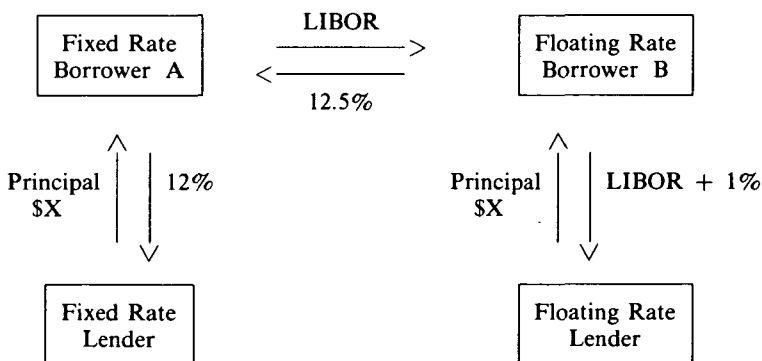 LIBOR
Fixed Rate
Borrower A
Floating Rate
Borrower B
12.5%
Principal
$X
12%
Principal
$X
LIBOR + 1%
Fixed Rate
Lender
Floating Rate
Lender